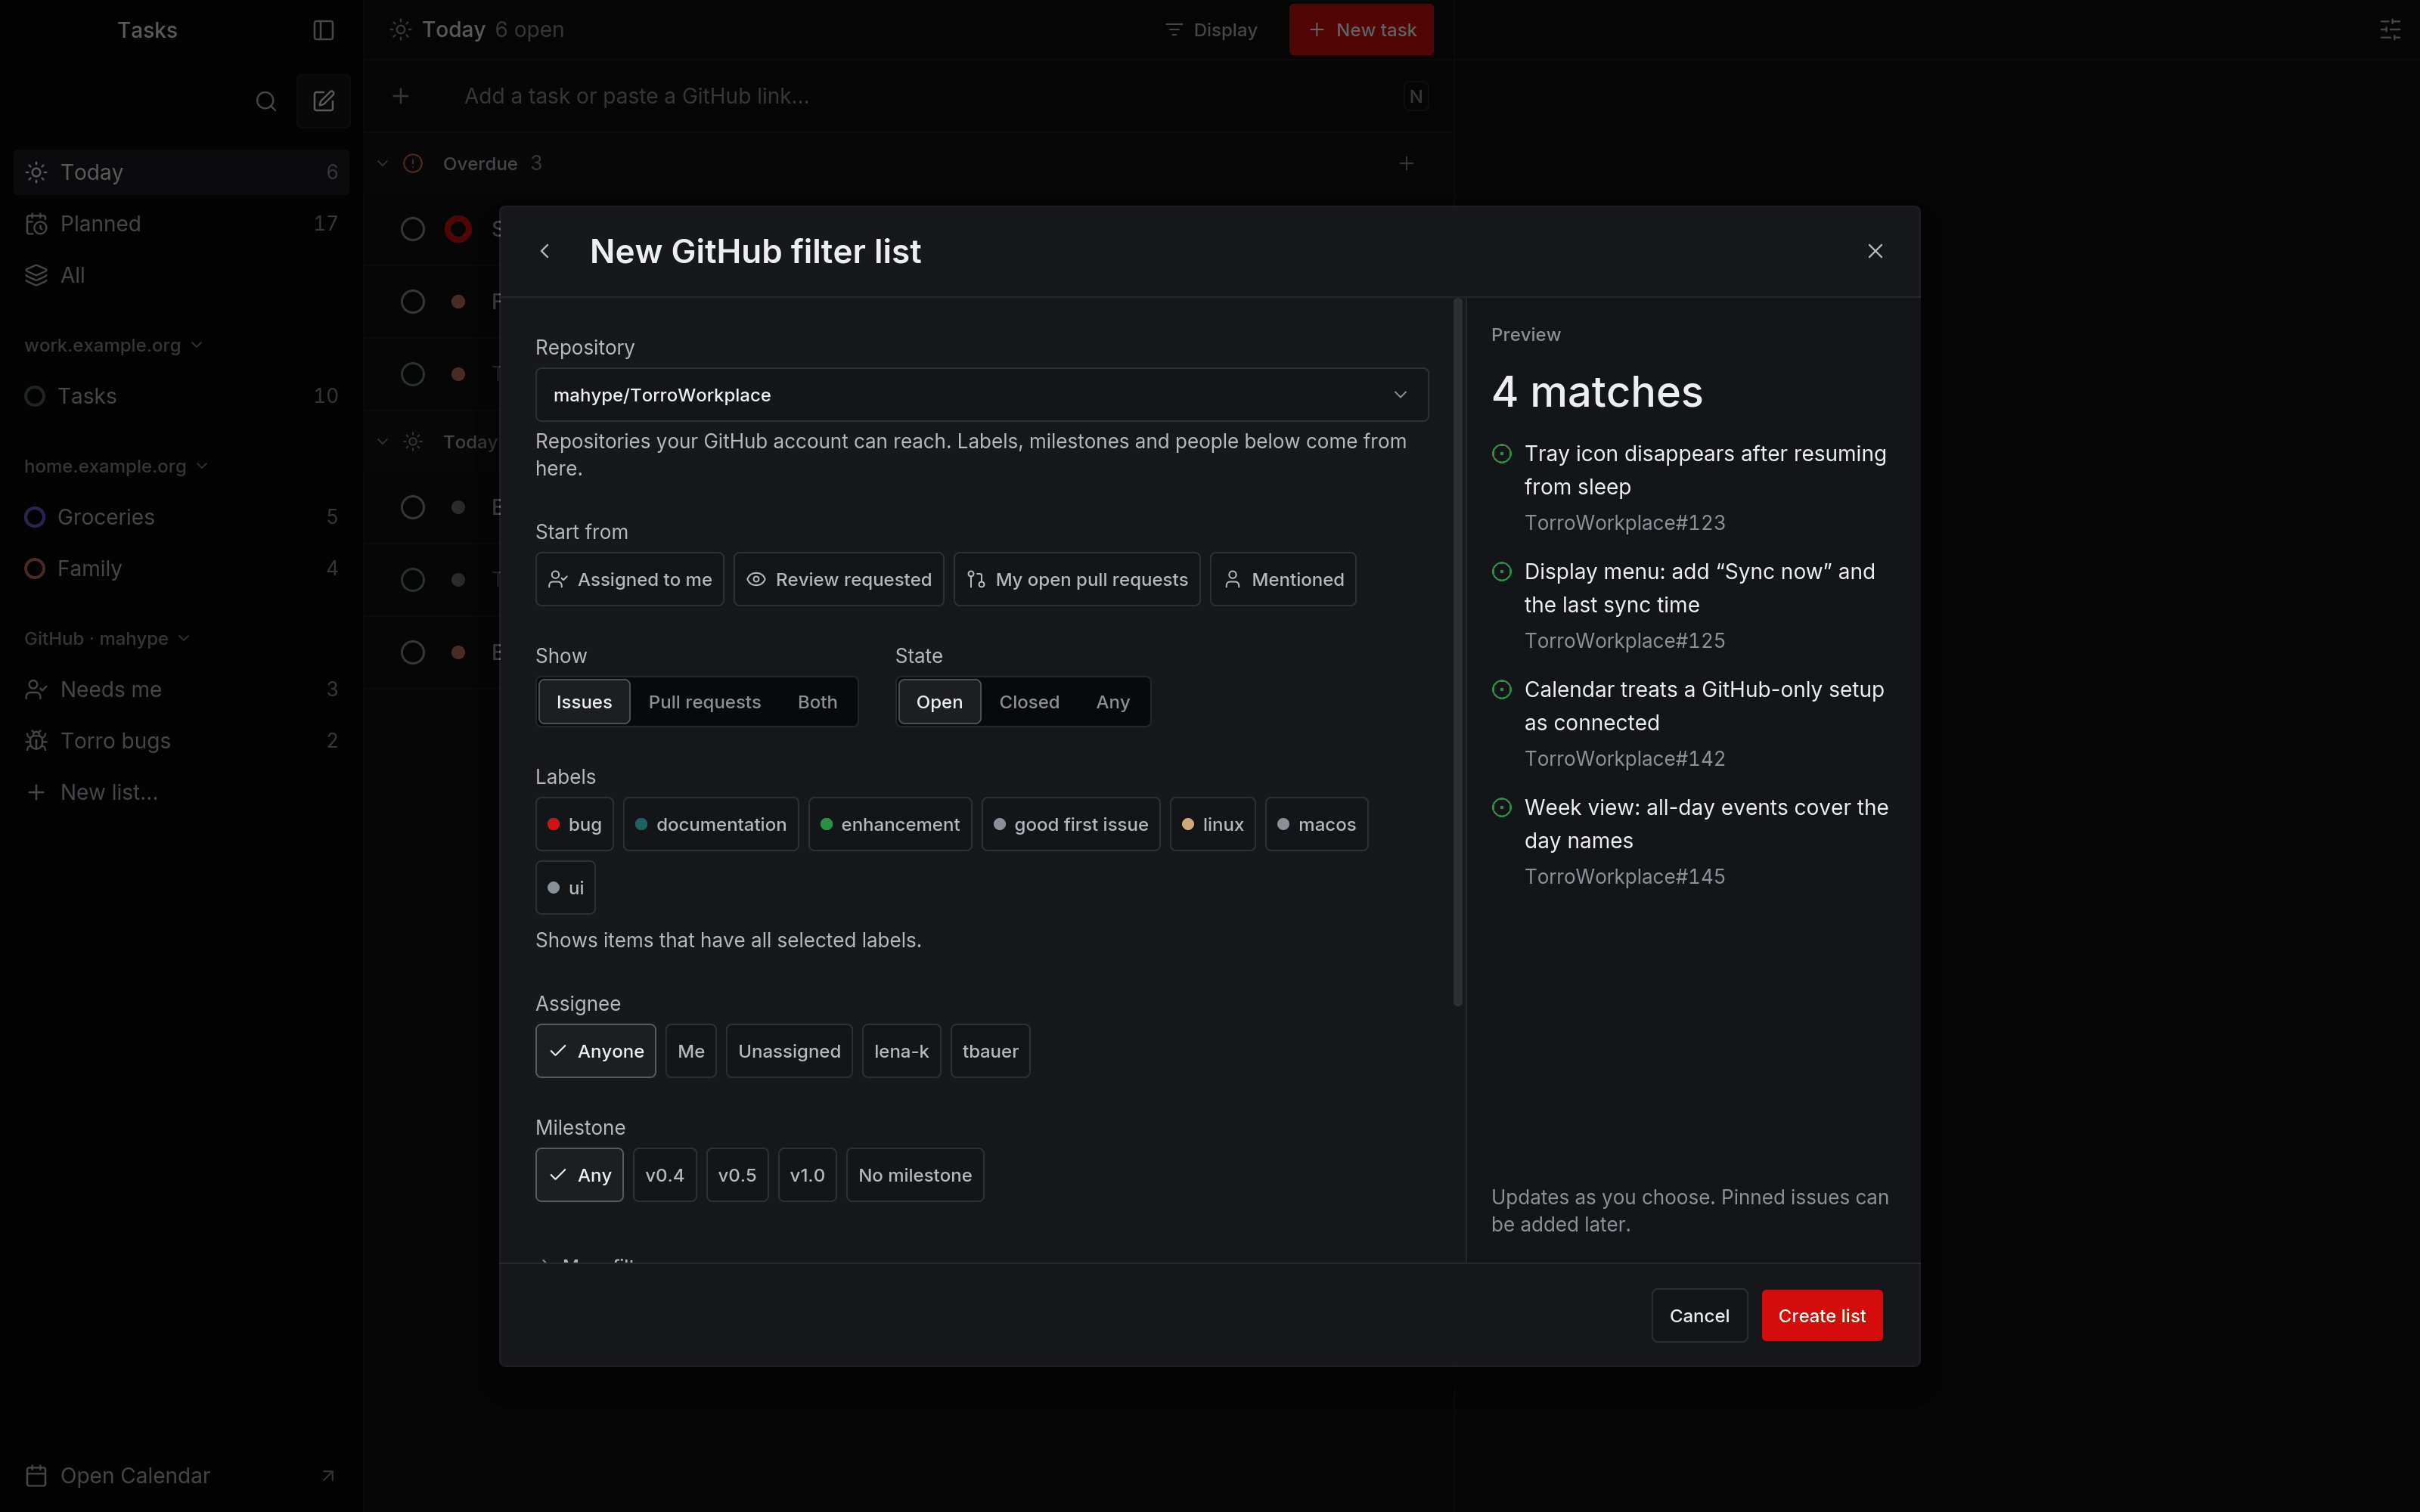 Tasks
Today 6 open
Display
New task
Add a task or paste a GitHub link...
N
Overdue 3
Today 6
Planned 17
All
work.example.org
Tasks 10
home.example.org
Groceries 5
Family 4
GitHub · mahype
Needs me 3
Torro bugs 2
New list...
Open Calendar
Today
New GitHub filter list
Repository
mahype/TorroWorkplace
Repositories your GitHub account can reach. Labels, milestones and people below come from
here.
Start from
Assigned to me
Review requested
My open pull requests
Mentioned
Show
State
Issues
Pull requests
Both
Open
Closed
Any
Labels
bug
documentation
enhancement
good first issue
linux
macos
ui
Shows items that have all selected labels.
Assignee
Anyone
Me
Unassigned
lena-k
tbauer
Milestone
Any
v0.4
v0.5
v1.0
No milestone
Preview
4 matches
Tray icon disappears after resuming
from sleep
TorroWorkplace#123
Display menu: add “Sync now” and
the last sync time
TorroWorkplace#125
Calendar treats a GitHub-only setup
as connected
TorroWorkplace#142
Week view: all-day events cover the
day names
TorroWorkplace#145
Updates as you choose. Pinned issues can
be added later.
Cancel
Create list